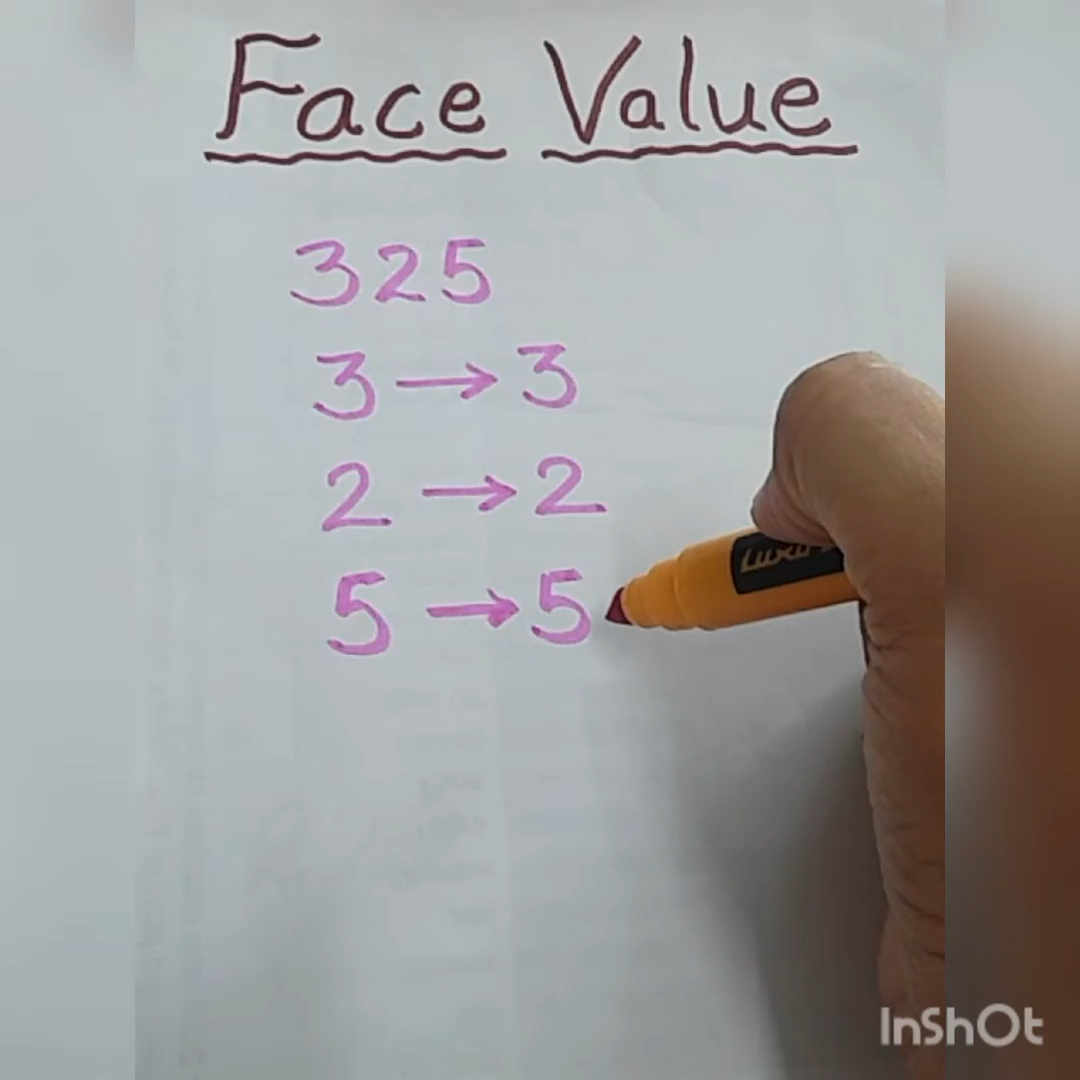 Face Value
325
3 → 3
2 → 2
5 → 5
InShOt